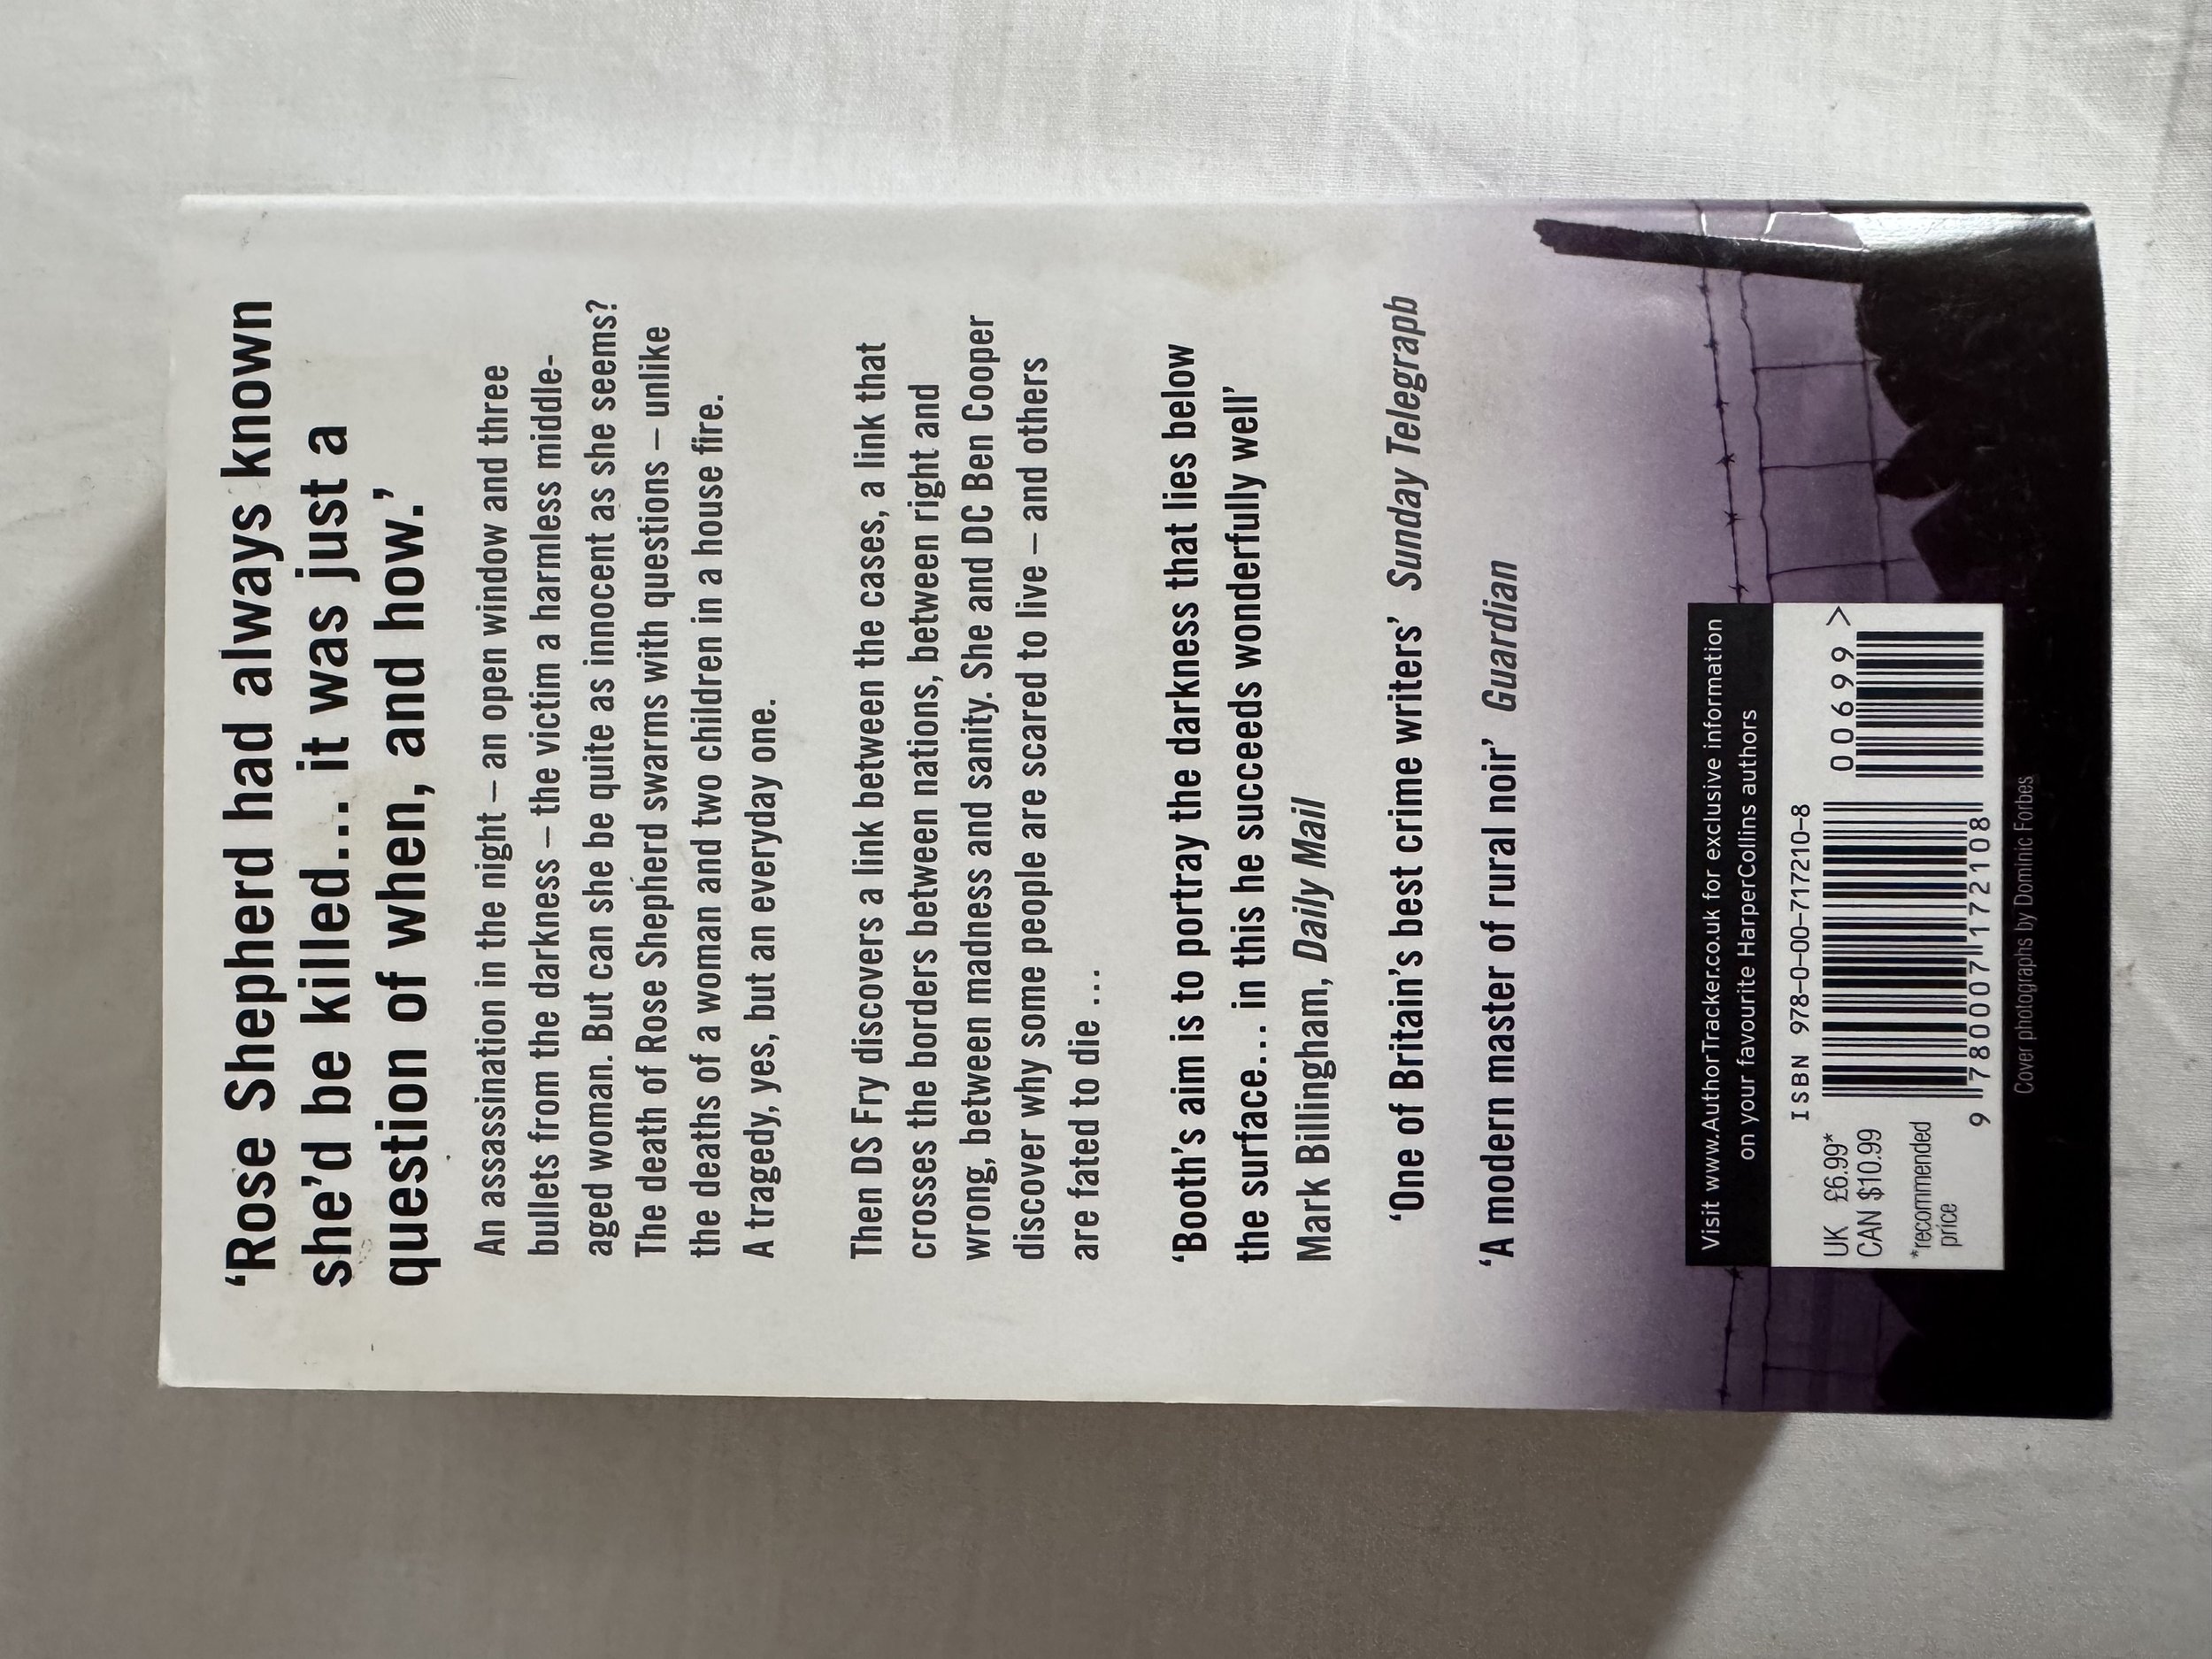 ‘Rose Shepherd had always known
she’d be killed... it was just a
question of when, and how.’
An assassination in the night – an open window and three
bullets from the darkness – the victim a harmless middle-
aged woman. But can she be quite as innocent as she seems?
The death of Rose Shepherd swarms with questions – unlike
the deaths of a woman and two children in a house fire.
A tragedy, yes, but an everyday one.
Then DS Fry discovers a link between the cases, a link that
crosses the borders between nations, between right and
wrong, between madness and sanity. She and DC Ben Cooper
discover why some people are scared to live – and others
are fated to die ...
‘Booth’s aim is to portray the darkness that lies below
the surface... in this he succeeds wonderfully well’
Mark Billingham, Daily Mail
‘One of Britain’s best crime writers’ Sunday Telegraph
‘A modern master of rural noir’ Guardian
Visit www.AuthorTracker.co.uk for exclusive information
on your favourite HarperCollins authors
UK £6.99*
CAN $10.99
*recommended
price
ISBN 978-0-00-717210-8
00699 >
9 780007 172108
Cover photographs by Dominic Forbes